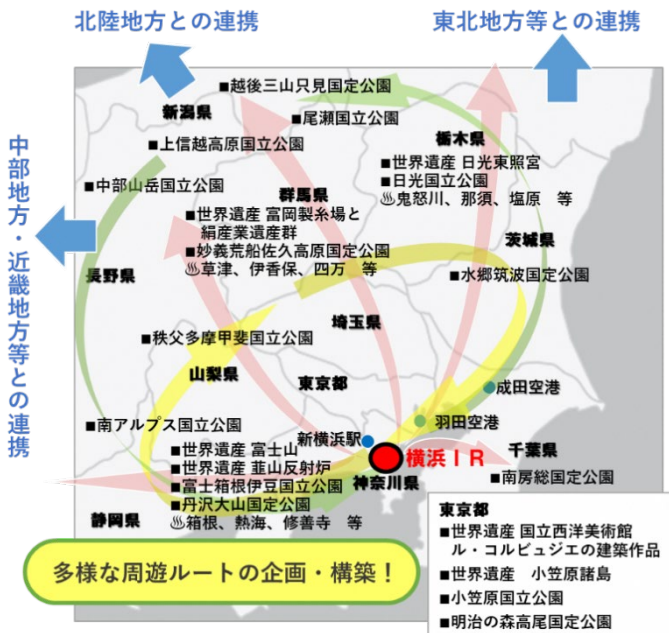 北陸地方との連携
東北地方等との連携
中部地方・近畿地方等との連携
■越後三山只見国定公園
新潟県
■尾瀬国立公園
■上信越高原国立公園
栃木県
■世界遺産 日光東照宮
■日光国立公園
♨鬼怒川、那須、塩原　等
■中部山岳国立公園
群馬県
■世界遺産 富岡製糸場と
絹産業遺産群
■妙義荒船佐久高原国定公園
♨草津、伊香保、四万　等
茨城県
■水郷筑波国定公園
長野県
埼玉県
■秩父多摩甲斐国立公園
山梨県
東京都
成田空港
羽田空港
■南アルプス国立公園
新横浜駅
横浜ＩＲ
千葉県
■世界遺産 富士山
■世界遺産 韮山反射炉
■富士箱根伊豆国立公園
■丹沢大山国定公園
♨箱根、熱海、修善寺　等
神奈川県
■南房総国定公園
静岡県
多様な周遊ルートの企画・構築！
東京都
■世界遺産 国立西洋美術館
ル・コルビュジエの建築作品
■世界遺産　小笠原諸島
■小笠原国立公園
■明治の森高尾国定公園